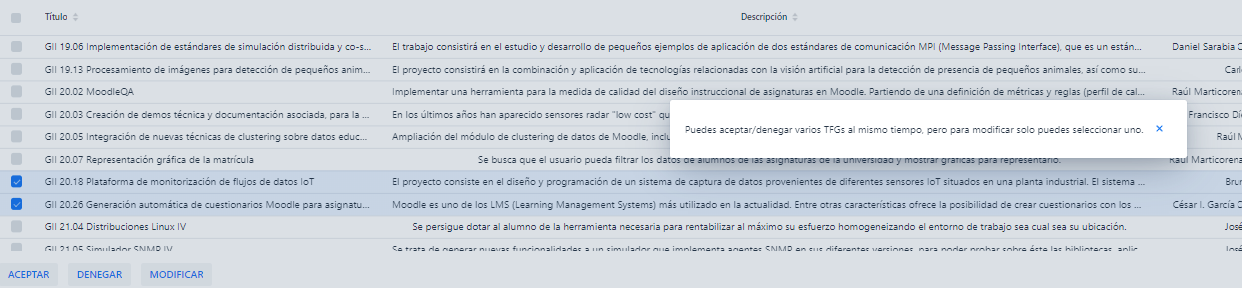 Título Descripción
GII 19.06 Implementación de estándares de simulación distribuida y co-s... El trabajo consistirá en el estudio y desarrollo de pequeños ejemplos de aplicación de dos estándares de comunicación MPI (Message Passing Interface), que es un están... Daniel Sarabia C
GII 19.13 Procesamiento de imágenes para detección de pequeños anim... El proyecto consistirá en la combinación y aplicación de tecnologías relacionadas con la visión artificial para la detección de presencia de pequeños animales, así como su... Carlo
GII 20.02 MoodleQA Implementar una herramienta para la medida de calidad del diseño instruccional de asignaturas en Moodle. Partiendo de una definición de métricas y reglas (perfil de cal... Raúl Marticorena
GII 20.03 Creación de demos técnica y documentación asociada, para la ... En los últimos años han aparecido sensores radar "low cost" qu Francisco Díe
GII 20.05 Integración de nuevas técnicas de clustering sobre datos educ... Ampliación del módulo de clustering de datos de Moodle, inclu Raúl M
Puedes aceptar/denegar varios TFGs al mismo tiempo, pero para modificar solo puedes seleccionar uno. ×
GII 20.07 Representación gráfica de la matrícula Se busca que el usuario pueda filtrar los datos de alumnos de las asignaturas de la universidad y mostrar gráficas para representarlo. Raúl Marticorena
GII 20.18 Plataforma de monitorización de flujos de datos IoT El proyecto consiste en el diseño y programación de un sistema de captura de datos provenientes de diferentes sensores IoT situados en una planta industrial. El sistema ... Bru
GII 20.26 Generación automática de cuestionarios Moodle para asignatu... Moodle es uno de los LMS (Learning Management Systems) más utilizado en la actualidad. Entre otras características ofrece la posibilidad de crear cuestionarios con los ... César I. García O
GII 21.04 Distribuciones Linux IV Se persigue dotar al alumno de la herramienta necesaria para rentabilizar al máximo su esfuerzo homogeneizando el entorno de trabajo sea cual sea su ubicación. José
GII 21.05 Simulador SNMP IV Se trata de generar nuevas funcionalidades a un simulador que implementa agentes SNMP en sus diferentes versiones, para poder probar sobre éste las bibliotecas, aplic... José
ACEPTAR DENEGAR MODIFICAR